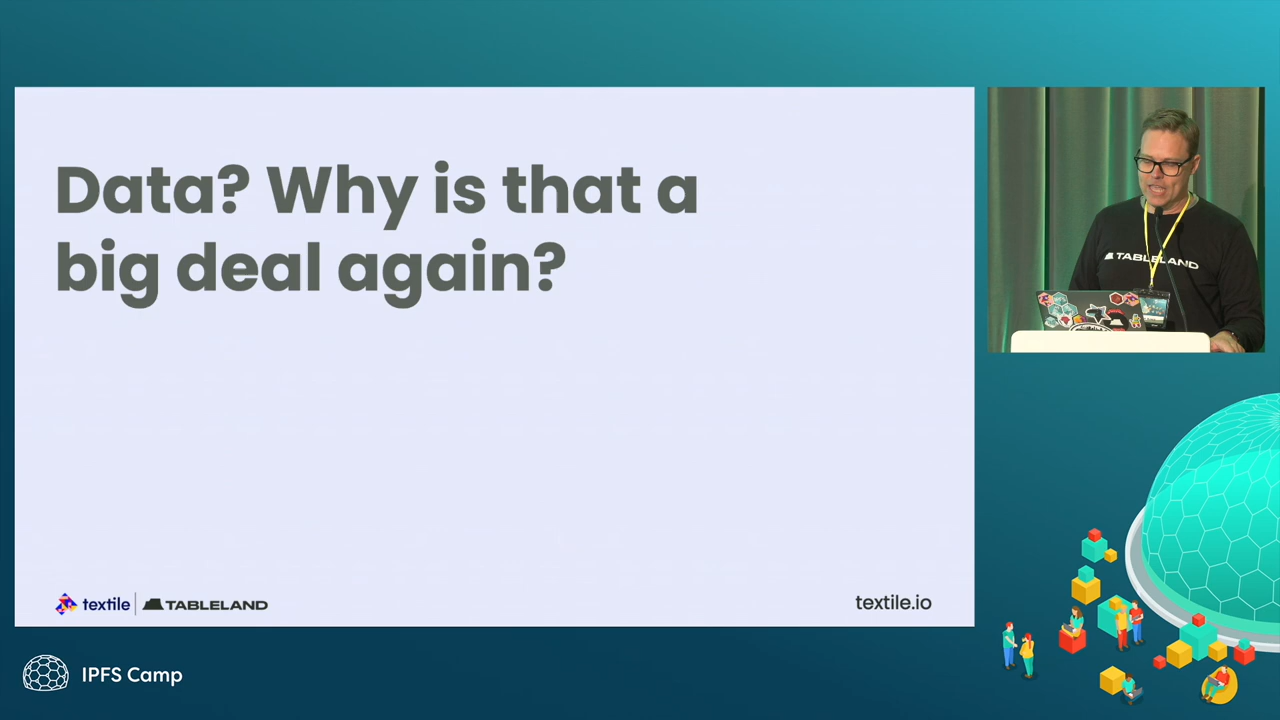 Data? Why is that a
big deal again?
TABLELAND
textile | TABLELAND
textile.io
IPFS Camp